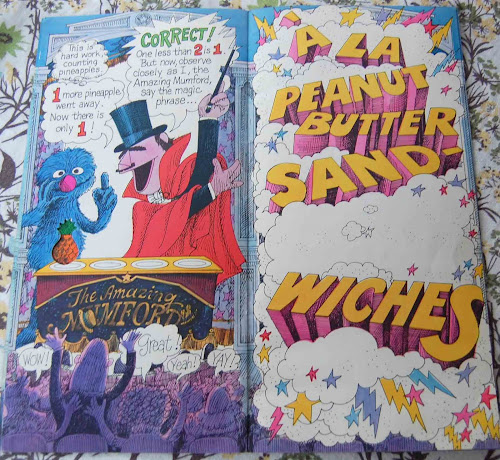 This is
hard work
counting
pineapples.
1 more pineapple
went away.
Now there is
only 1!
CORRECT!
One less than 2 is 1.
But now, observe
closely as I, the
Amazing Mumford,
say the magic
phrase...
The Amazing
MUMFORD
WOW!
Great!
Yeah!
YAY!
A LA
PEANUT
BUTTER
SAND-
WICHES